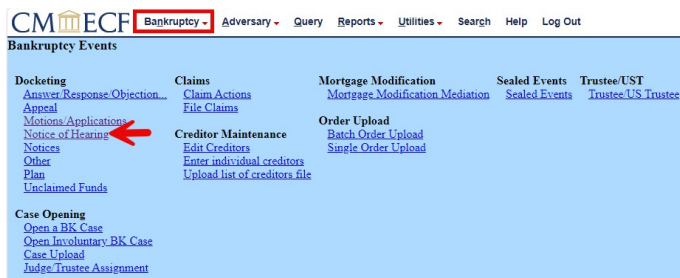 CM ECF Bankruptcy Adversary Query Reports Utilities Search Help Log Out
Bankruptcy Events
Docketing
Answer/Response/Objection...
Appeal
Motions/Applications
Notice of Hearing
Notices
Other
Plan
Unclaimed Funds
Case Opening
Open a BK Case
Open Involuntary BK Case
Case Upload
Judge/Trustee Assignment
Claims
Claim Actions
File Claims
Creditor Maintenance
Edit Creditors
Enter individual creditors
Upload list of creditors file
Mortgage Modification
Mortgage Modification Mediation
Order Upload
Batch Order Upload
Single Order Upload
Sealed Events
Sealed Events
Trustee/UST
Trustee/US Trustee